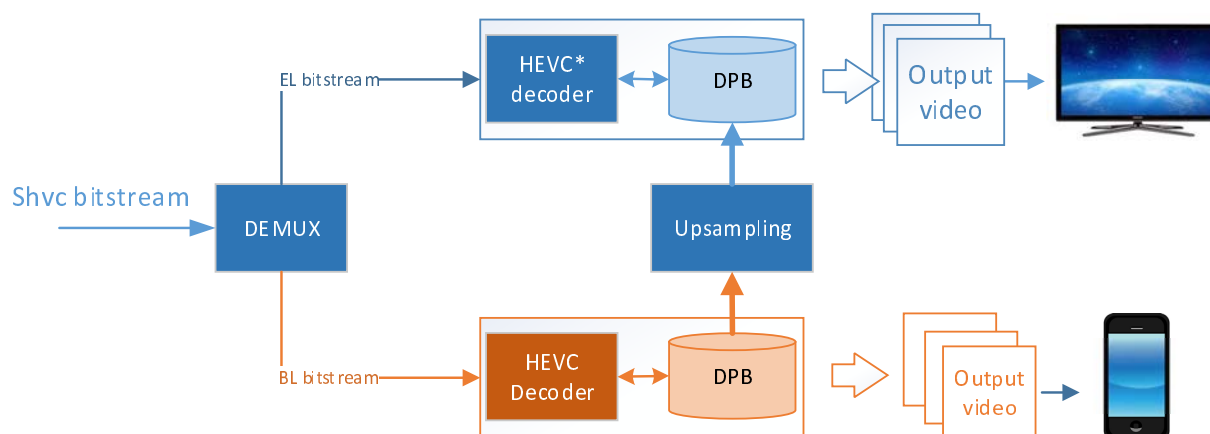 EL bitstream
HEVC*
decoder
DPB
Output
video
Shvc bitstream
DEMUX
Upsampling
BL bitstream
HEVC
Decoder
DPB
Output
video